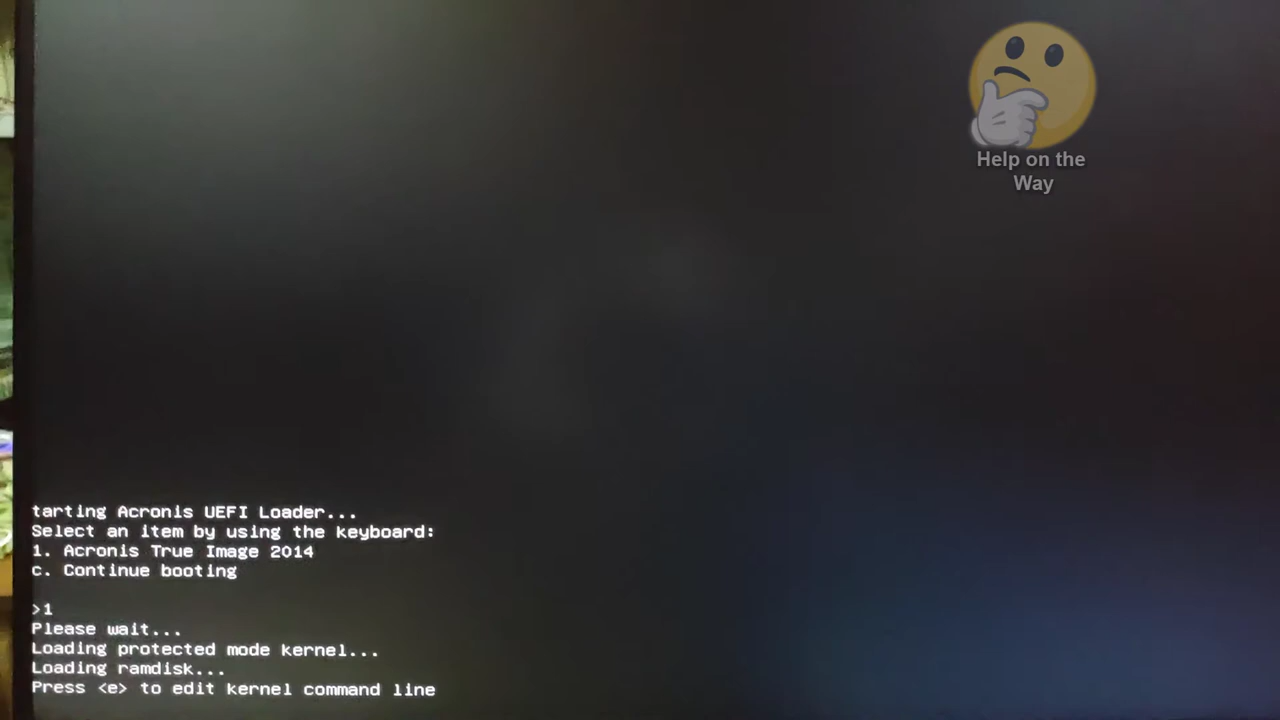 Help on the
Way
tarting Acronis UEFI Loader...
Select an item by using the keyboard:
1. Acronis True Image 2014
c. Continue booting
>1
Please wait...
Loading protected mode kernel...
Loading ramdisk...
Press <e> to edit kernel command line